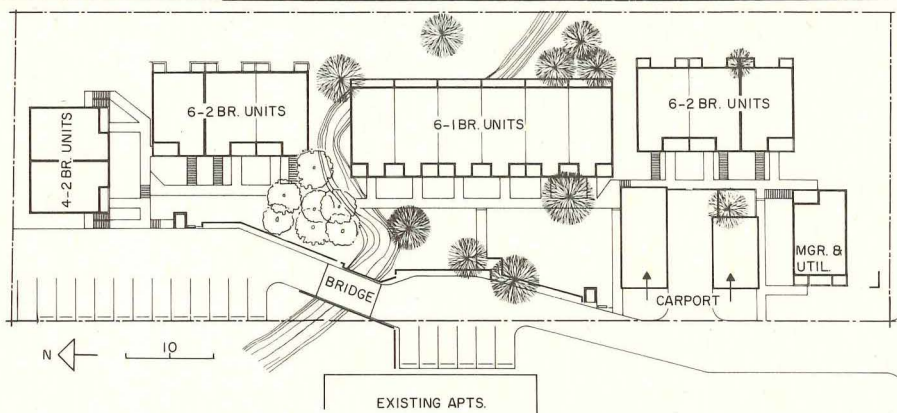 6-2 BR. UNITS
6-1 BR. UNITS
6-2 BR. UNITS
4-2 BR. UNITS
MGR. &
UTIL.
BRIDGE
CARPORT
N
10
EXISTING APTS.